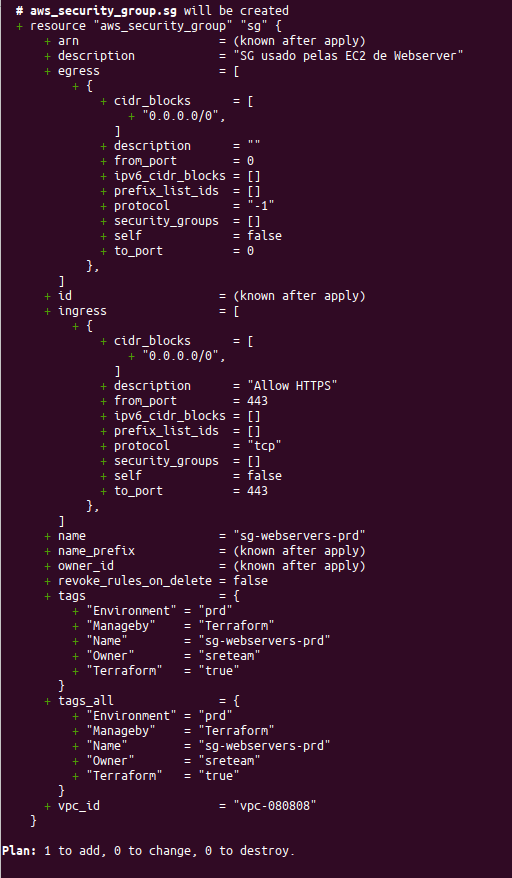 # aws_security_group.sg will be created
+ resource "aws_security_group" "sg" {
+ arn = (known after apply)
+ description = "SG usado pelas EC2 de Webserver"
+ egress = [
+ {
+ cidr_blocks = [
+ "0.0.0.0/0",
]
+ description = ""
+ from_port = 0
+ ipv6_cidr_blocks = []
+ prefix_list_ids = []
+ protocol = "-1"
+ security_groups = []
+ self = false
+ to_port = 0
},
]
+ id = (known after apply)
+ ingress = [
+ {
+ cidr_blocks = [
+ "0.0.0.0/0",
]
+ description = "Allow HTTPS"
+ from_port = 443
+ ipv6_cidr_blocks = []
+ prefix_list_ids = []
+ protocol = "tcp"
+ security_groups = []
+ self = false
+ to_port = 443
},
]
+ name = "sg-webservers-prd"
+ name_prefix = (known after apply)
+ owner_id = (known after apply)
+ revoke_rules_on_delete = false
+ tags = {
+ "Environment" = "prd"
+ "Manageby" = "Terraform"
+ "Name" = "sg-webservers-prd"
+ "Owner" = "sreteam"
+ "Terraform" = "true"
}
+ tags_all = {
+ "Environment" = "prd"
+ "Manageby" = "Terraform"
+ "Name" = "sg-webservers-prd"
+ "Owner" = "sreteam"
+ "Terraform" = "true"
}
+ vpc_id = "vpc-080808"
}
Plan: 1 to add, 0 to change, 0 to destroy.